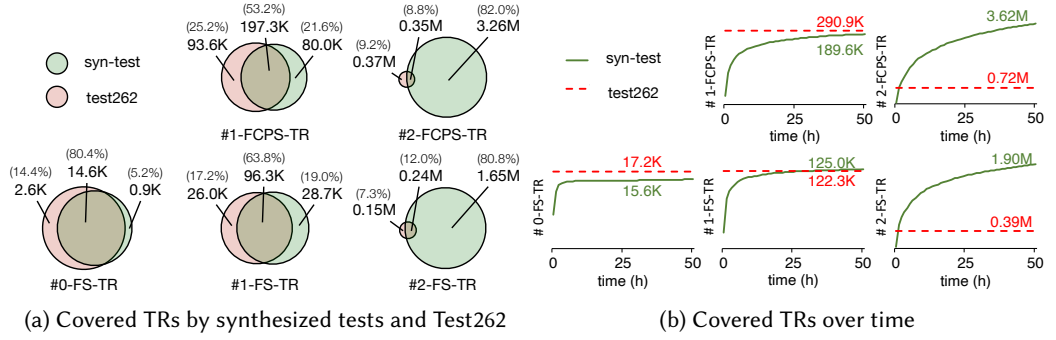 syn-test
test262
(25.2%)
93.6K
(53.2%)
197.3K
(21.6%)
80.0K
#1-FCPS-TR
(9.2%)
0.37M
(8.8%)
0.35M
(82.0%)
3.26M
#2-FCPS-TR
(14.4%)
2.6K
(80.4%)
14.6K
(5.2%)
0.9K
#0-FS-TR
(17.2%)
26.0K
(63.8%)
96.3K
(19.0%)
28.7K
#1-FS-TR
(7.3%)
0.15M
(12.0%)
0.24M
(80.8%)
1.65M
#2-FS-TR
(a) Covered TRs by synthesized tests and Test262
syn-test
test262
# 1-FCPS-TR
290.9K
189.6K
0 25 50
time (h)
# 2-FCPS-TR
3.62M
0.72M
0 25 50
time (h)
# 0-FS-TR
17.2K
15.6K
0 25 50
time (h)
# 1-FS-TR
125.0K
122.3K
0 25 50
time (h)
# 2-FS-TR
1.90M
0.39M
0 25 50
time (h)
(b) Covered TRs over time